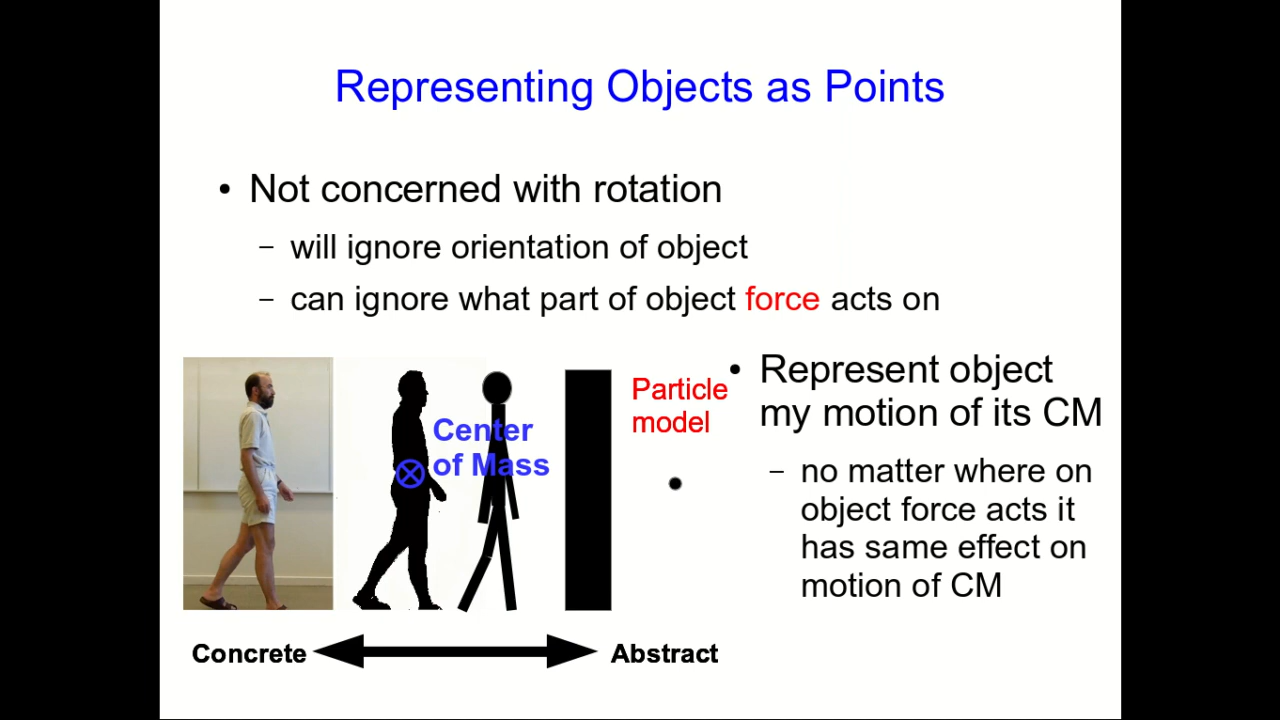 Representing Objects as Points
• Not concerned with rotation
– will ignore orientation of object
– can ignore what part of object force acts on
Center
of Mass
Particle
model
• Represent object
my motion of its CM
– no matter where on
object force acts it
has same effect on
motion of CM
Concrete
Abstract